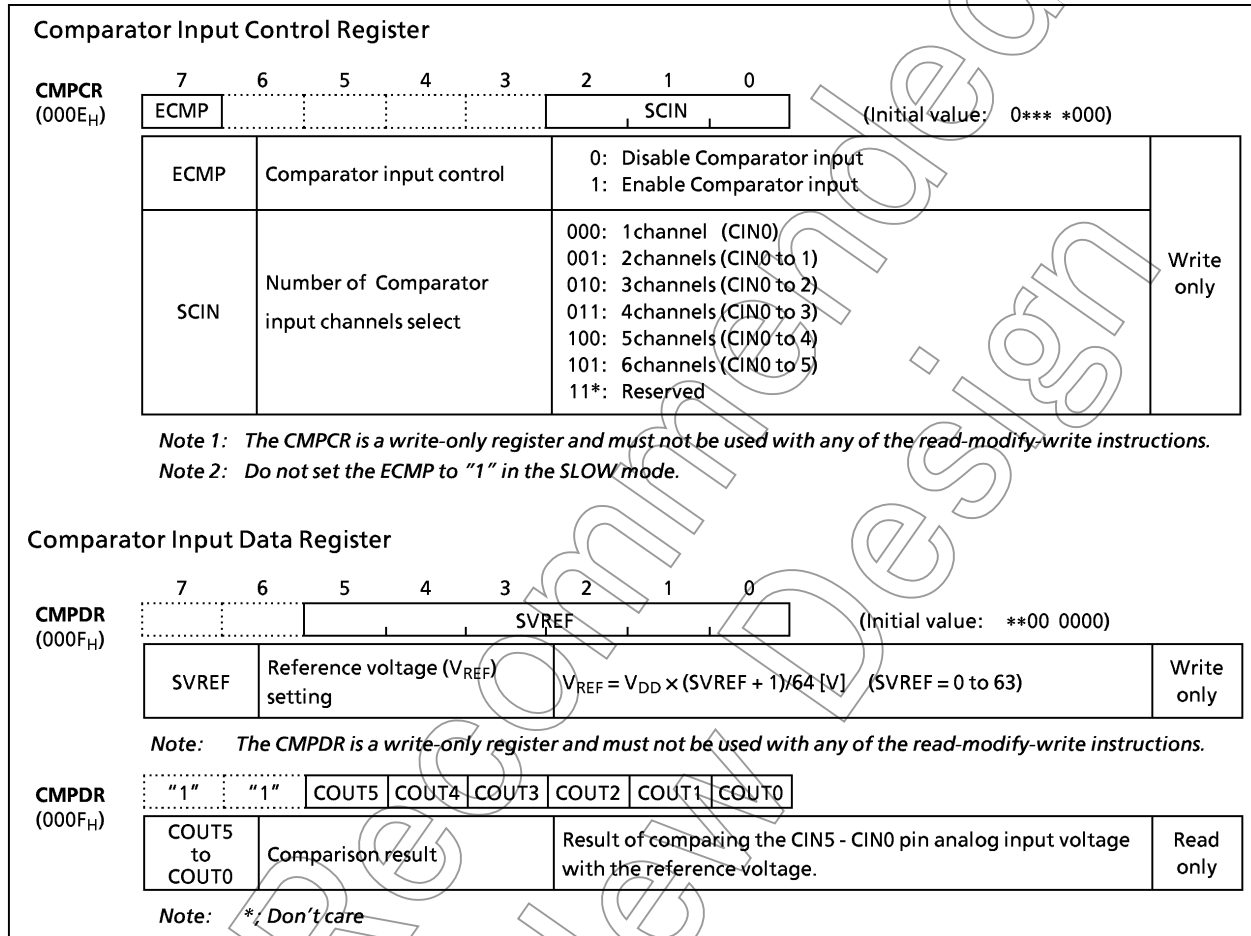 Comparator Input Control Register
7 6 5 4 3 2 1 0
CMPCR
(000EH)
ECMP SCIN (Initial value: 0*** *000)
ECMP Comparator input control 0: Disable Comparator input
1: Enable Comparator input
Write only
SCIN Number of Comparator input channels select
000: 1channel (CIN0)
001: 2channels (CIN0 to 1)
010: 3channels (CIN0 to 2)
011: 4channels (CIN0 to 3)
100: 5channels (CIN0 to 4)
101: 6channels (CIN0 to 5)
11*: Reserved
Note 1: The CMPCR is a write-only register and must not be used with any of the read-modify-write instructions.
Note 2: Do not set the ECMP to "1" in the SLOW mode.
Comparator Input Data Register
7 6 5 4 3 2 1 0
CMPDR
(000FH)
SVREF (Initial value: **00 0000)
SVREF Reference voltage (VREF) setting VREF = VDD × (SVREF + 1)/64 [V] (SVREF = 0 to 63) Write only
Note: The CMPDR is a write-only register and must not be used with any of the read-modify-write instructions.
CMPDR
(000FH)
"1" "1" COUT5 COUT4 COUT3 COUT2 COUT1 COUT0
COUT5 to COUT0 Comparison result Result of comparing the CIN5 - CIN0 pin analog input voltage with the reference voltage. Read only
Note: *; Don't care
Recommended
Design